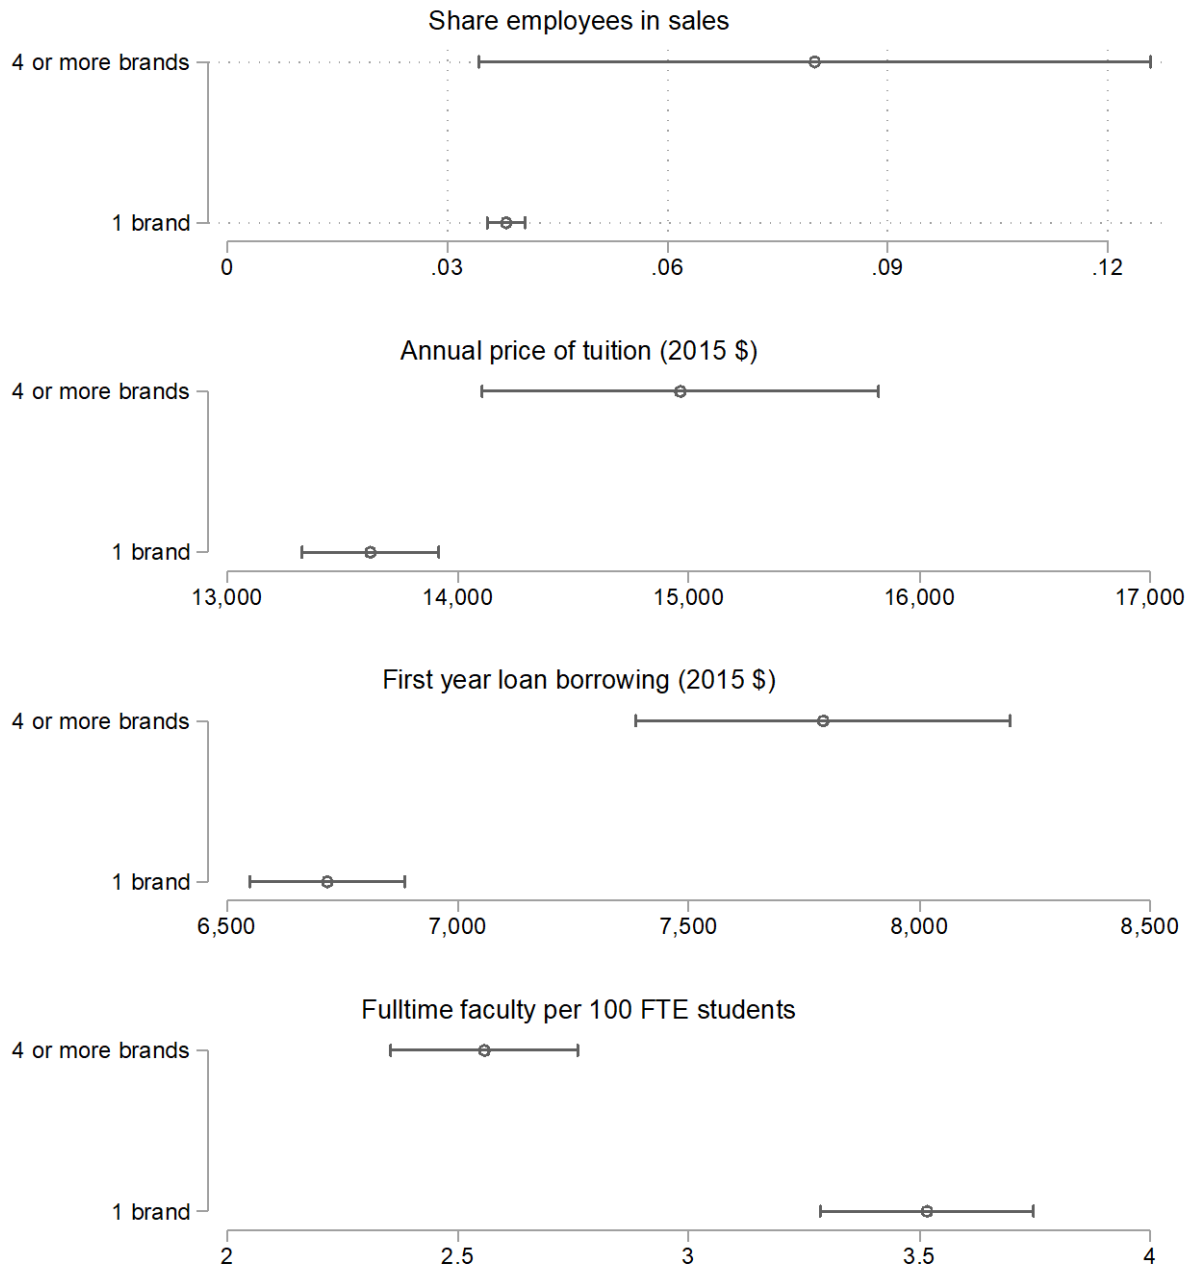 Share employees in sales
4 or more brands
1 brand
0 .03 .06 .09 .12
Annual price of tuition (2015 $)
4 or more brands
1 brand
13,000 14,000 15,000 16,000 17,000
First year loan borrowing (2015 $)
4 or more brands
1 brand
6,500 7,000 7,500 8,000 8,500
Fulltime faculty per 100 FTE students
4 or more brands
1 brand
2 2.5 3 3.5 4